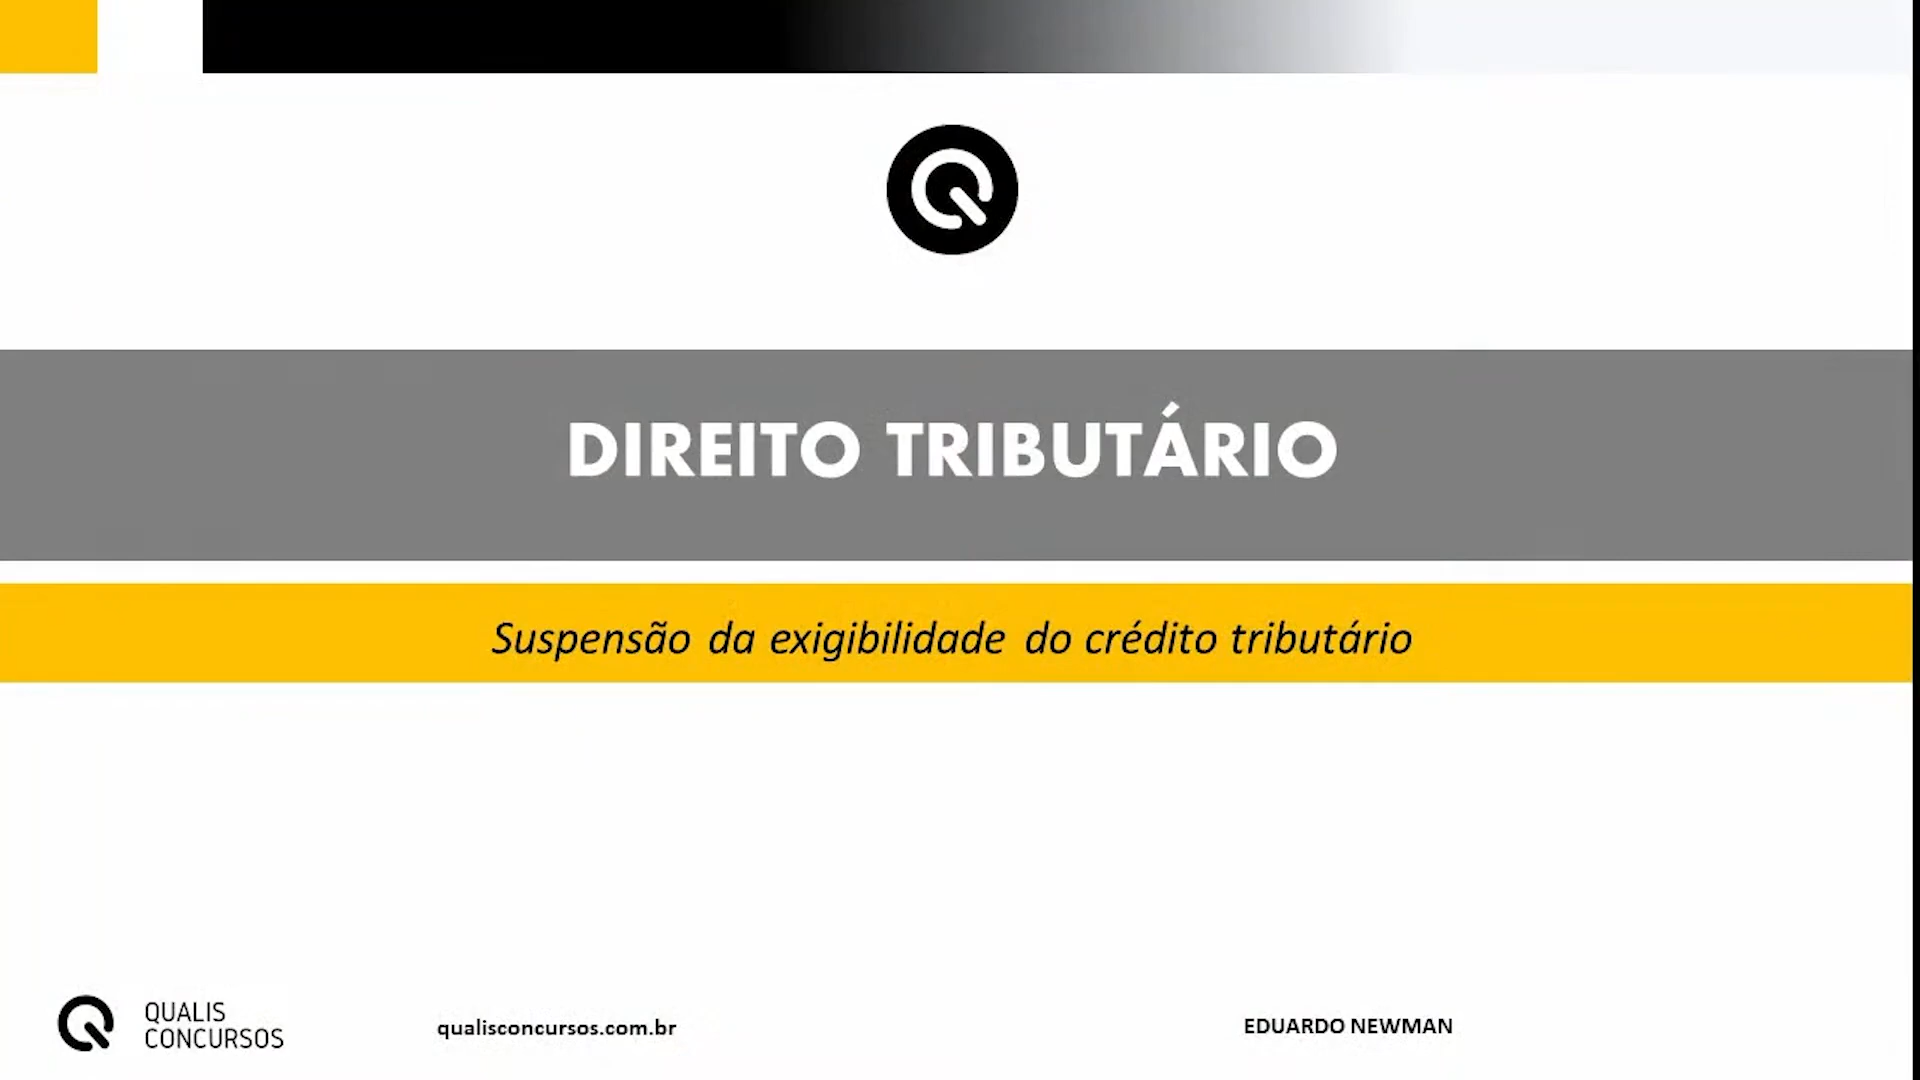 DIREITO TRIBUTÁRIO
Suspensão da exigibilidade do crédito tributário
QUALIS
CONCURSOS
qualisconcursos.com.br
EDUARDO NEWMAN